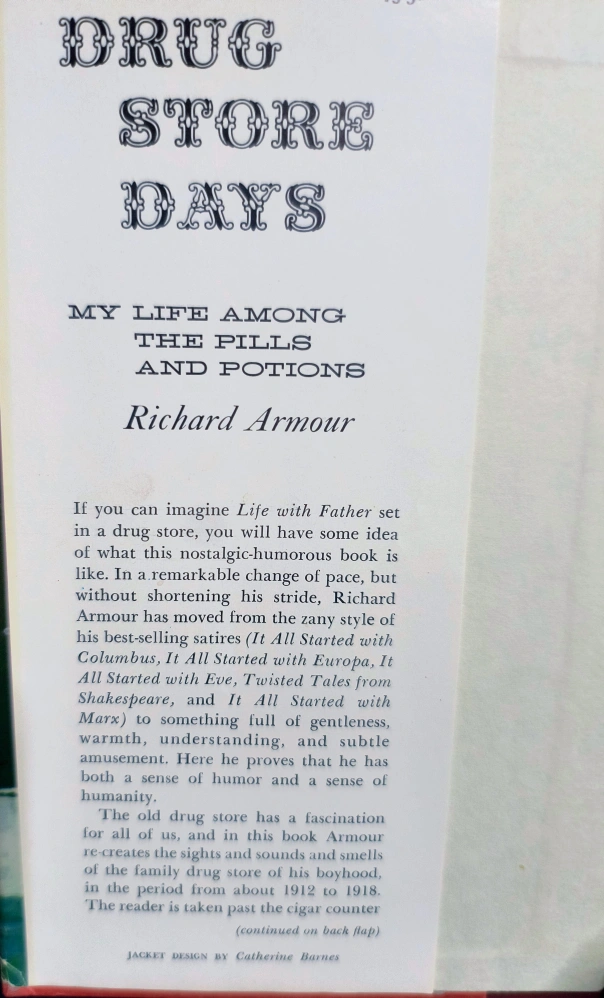 DRUG
STORE
DAYS
MY LIFE AMONG
THE PILLS
AND POTIONS
Richard Armour
If you can imagine Life with Father set
in a drug store, you will have some idea
of what this nostalgic-humorous book is
like. In a remarkable change of pace, but
without shortening his stride, Richard
Armour has moved from the zany style of
his best-selling satires (It All Started with
Columbus, It All Started with Europa, It
All Started with Eve, Twisted Tales from
Shakespeare, and It All Started with
Marx) to something full of gentleness,
warmth, understanding, and subtle
amusement. Here he proves that he has
both a sense of humor and a sense of
humanity.
The old drug store has a fascination
for all of us, and in this book Armour
re-creates the sights and sounds and smells
of the family drug store of his boyhood,
in the period from about 1912 to 1918.
The reader is taken past the cigar counter
(continued on back flap)
JACKET DESIGN BY Catherine Barnes